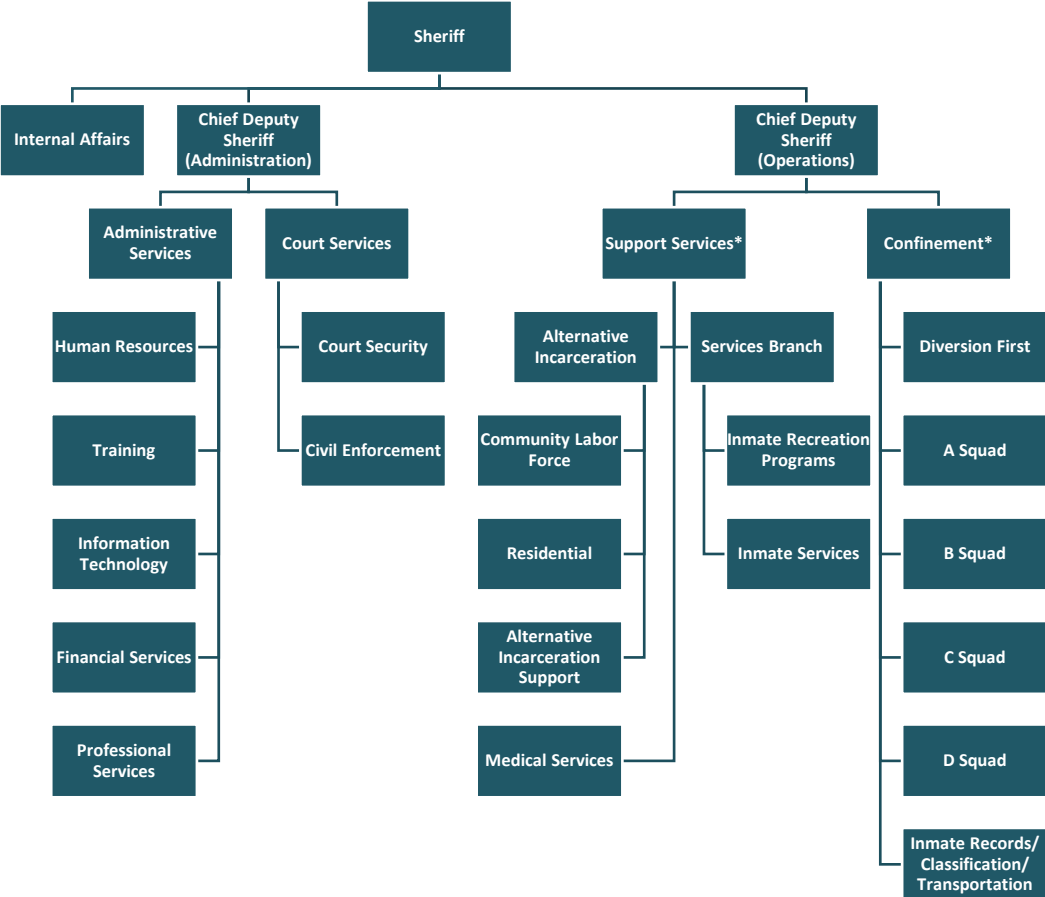 Sheriff
Internal Affairs
Chief Deputy
Sheriff
(Administration)
Chief Deputy
Sheriff
(Operations)
Administrative
Services
Court Services
Support Services*
Confinement*
Human Resources
Court Security
Alternative
Incarceration
Services Branch
Diversion First
Training
Civil Enforcement
Community Labor
Force
Inmate Recreation
Programs
A Squad
Information
Technology
Residential
Inmate Services
B Squad
Financial Services
Alternative
Incarceration
Support
C Squad
Professional
Services
Medical Services
D Squad
Inmate Records/
Classification/
Transportation